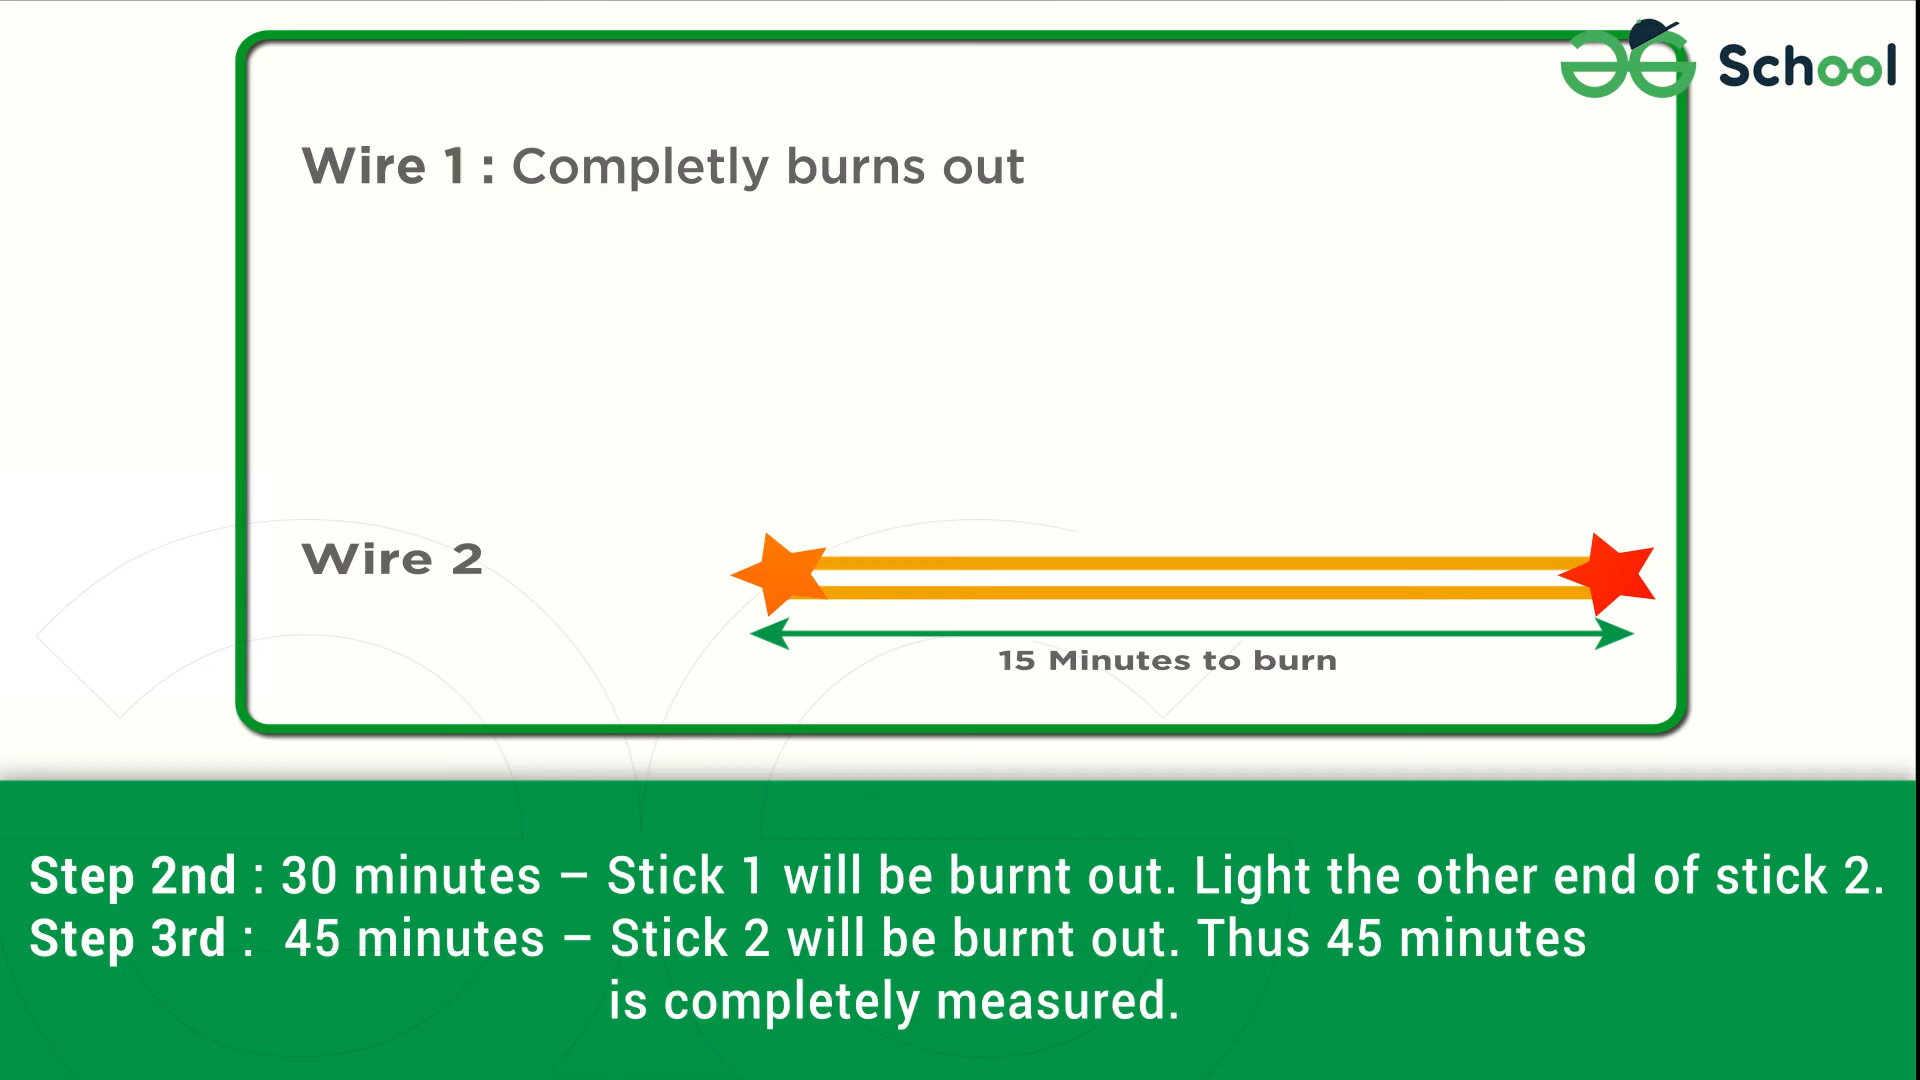 School
Wire 1 : Completly burns out
Wire 2
15 Minutes to burn
Step 2nd : 30 minutes – Stick 1 will be burnt out. Light the other end of stick 2.
Step 3rd : 45 minutes – Stick 2 will be burnt out. Thus 45 minutes
is completely measured.